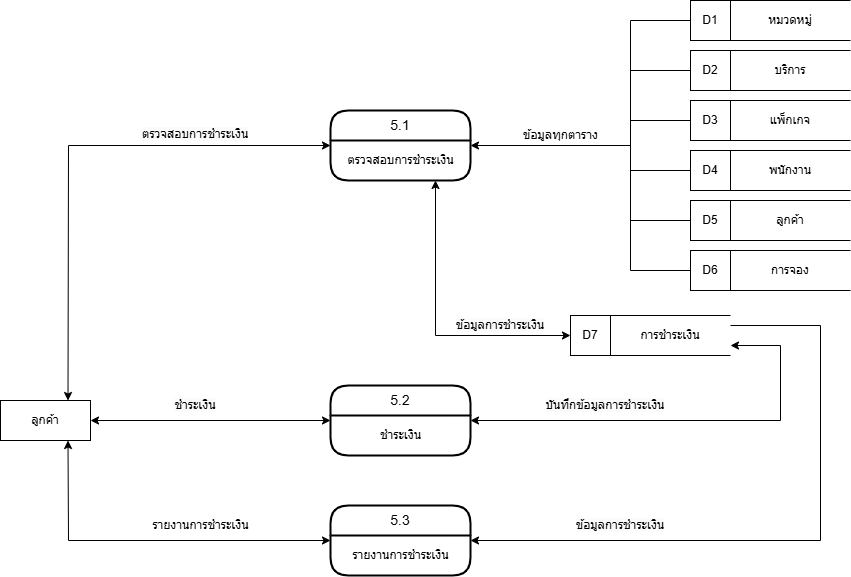 D1 หมวดหมู่
D2 บริการ
D3 แพ็กเกจ
D4 พนักงาน
D5 ลูกค้า
D6 การจอง
ตรวจสอบการชำระเงิน
5.1
ตรวจสอบการชำระเงิน
ข้อมูลทุกตาราง
ข้อมูลการชำระเงิน
D7 การชำระเงิน
ลูกค้า
ชำระเงิน
5.2
ชำระเงิน
บันทึกข้อมูลการชำระเงิน
รายงานการชำระเงิน
5.3
รายงานการชำระเงิน
ข้อมูลการชำระเงิน